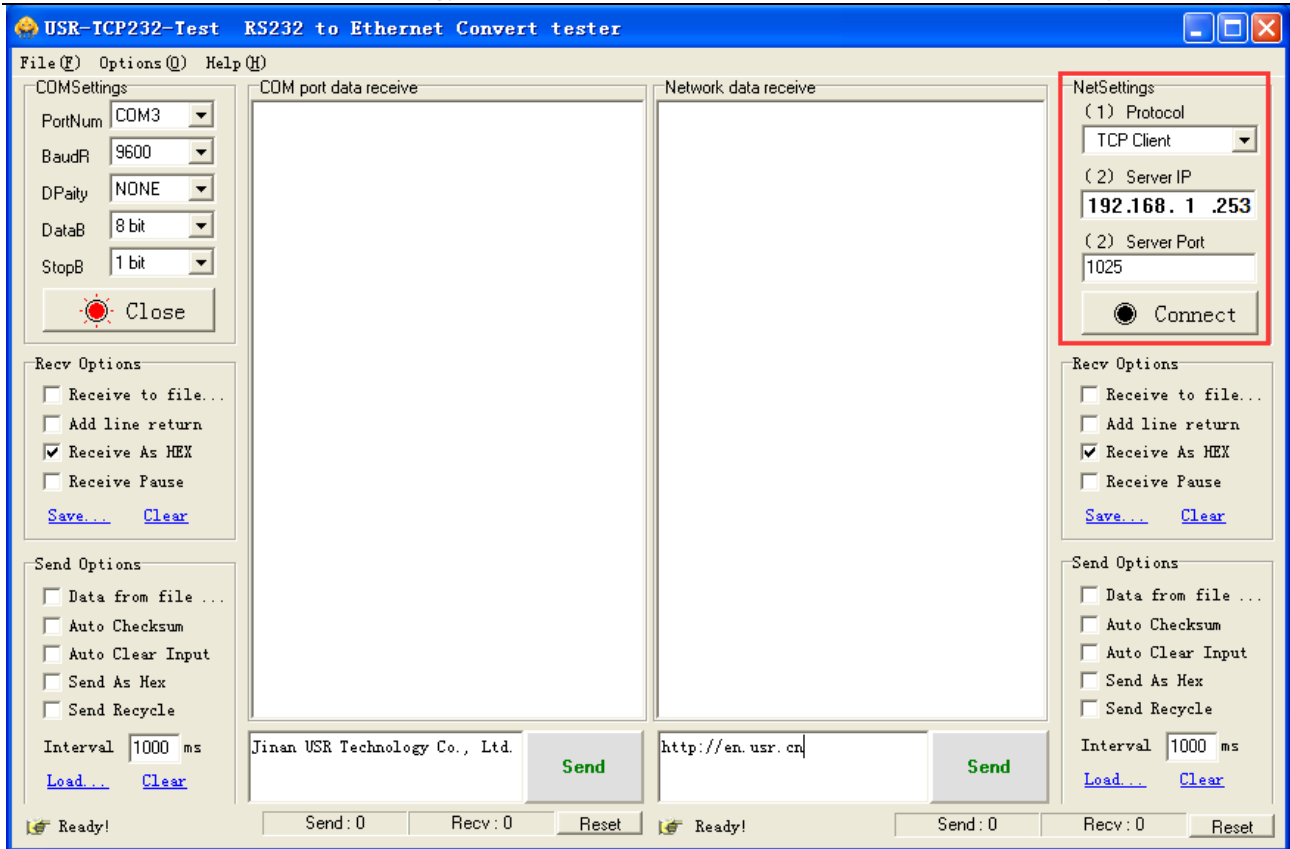 USR-TCP232-Test RS232 to Ethernet Convert tester
File(F) Options(O) Help(H)
COMSettings
PortNum COM3
BaudR 9600
DPaity NONE
DataB 8 bit
StopB 1 bit
Close
Recv Options
Receive to file...
Add line return
Receive As HEX
Receive Pause
Save... Clear
Send Options
Data from file ...
Auto Checksum
Auto Clear Input
Send As Hex
Send Recycle
Interval 1000 ms
Load... Clear
COM port data receive
Jinan USR Technology Co., Ltd.
Send
Network data receive
http://en.usr.cn
Send
NetSettings
(1) Protocol
TCP Client
(2) Server IP
192.168. 1 .253
(2) Server Port
1025
Connect
Recv Options
Receive to file...
Add line return
Receive As HEX
Receive Pause
Save... Clear
Send Options
Data from file ...
Auto Checksum
Auto Clear Input
Send As Hex
Send Recycle
Interval 1000 ms
Load... Clear
Ready! Send:0 Recv:0 Reset
Ready! Send:0 Recv:0 Reset